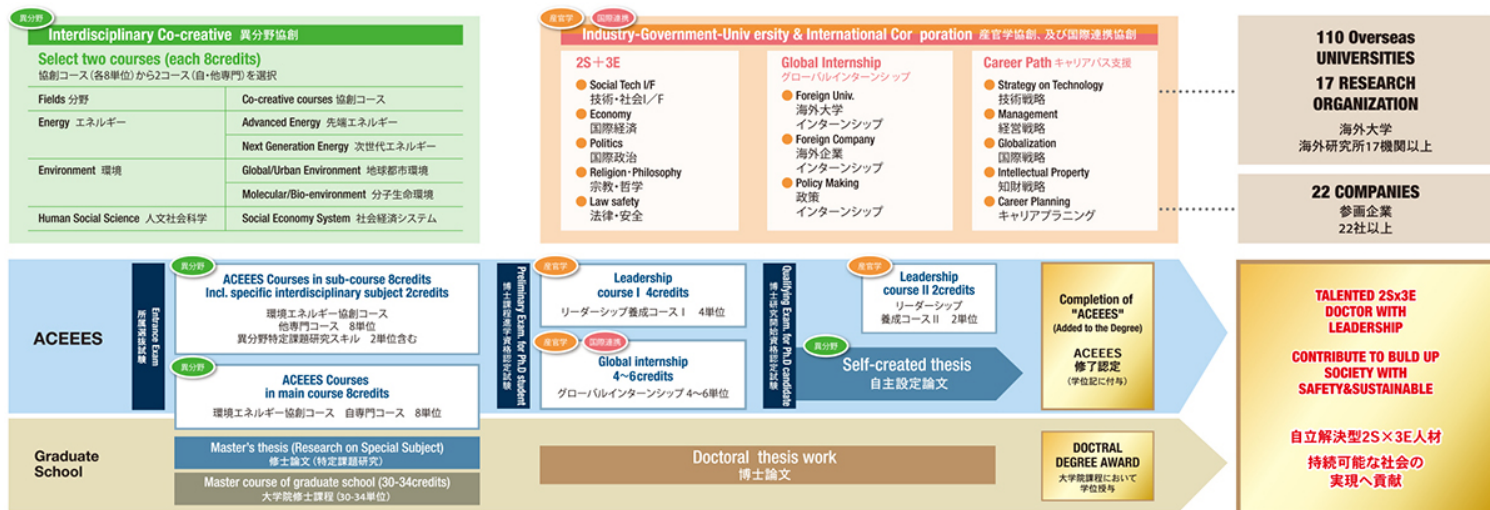 異分野
Interdisciplinary Co-creative 異分野協創
Select two courses (each 8credits)
協創コース(各8単位)から2コース(自・他専門)を選択
Fields 分野
Co-creative courses 協創コース
Energy エネルギー
Advanced Energy 先端エネルギー
Next Generation Energy 次世代エネルギー
Environment 環境
Global/Urban Environment 地球都市環境
Molecular/Bio-environment 分子生命環境
Human Social Science 人文社会科学
Social Economy System 社会経済システム
産官学
国際連携
Industry-Government-Univ ersity & International Cor poration 産官学協創、及び国際連携協創
2S+3E
Social Tech I/F
技術・社会I/F
Economy
国際経済
Politics
国際政治
Religion・Philosophy
宗教・哲学
Law safety
法律・安全
Global Internship
グローバルインターンシップ
Foreign Univ.
海外大学
インターンシップ
Foreign Company
海外企業
インターンシップ
Policy Making
政策
インターンシップ
Career Path キャリアパス支援
Strategy on Technology
技術戦略
Management
経営戦略
Globalization
国際戦略
Intellectual Property
知財戦略
Career Planning
キャリアプラニング
110 Overseas
UNIVERSITIES
17 RESEARCH
ORGANIZATION
海外大学
海外研究所17機関以上
22 COMPANIES
参画企業
22社以上
ACEEES
Entrance Exam
所属選抜試験
異分野
ACEEES Courses in sub-course 8credits
Incl. specific interdisciplinary subject 2credits
環境エネルギー協創コース
他専門コース 8単位
異分野特定課題研究スキル 2単位含む
異分野
ACEEES Courses
in main course 8credits
環境エネルギー協創コース 自専門コース 8単位
Preliminary Exam. for Ph.D student
博士課程進学資格認定試験
産官学
Leadership
course I 4credits
リーダーシップ養成コースⅠ 4単位
産官学
国際連携
Global internship
4〜6credits
グローバルインターンシップ 4〜6単位
Qualifying Exam. for Ph.D candidate
産官学
Leadership
course II 2credits
リーダーシップ
養成コースⅡ 2単位
異分野
Self-created thesis
自主設定論文
Completion of
"ACEEES"
(Added to the Degree)
ACEEES
修了認定
(学位記に付与)
TALENTED 2Sx3E
DOCTOR WITH
LEADERSHIP
CONTRIBUTE TO BUILD UP
SOCIETY WITH
SAFETY&SUSTAINABLE
自立解決型2S×3E人材
持続可能な社会の
実現へ貢献
Graduate
School
Master's thesis (Research on Special Subject)
修士論文(特定課題研究)
Master course of graduate school (30-34credits)
大学院修士課程(30-34単位)
Doctoral thesis work
博士論文
DOCTRAL
DEGREE AWARD
大学院課程において
学位授与